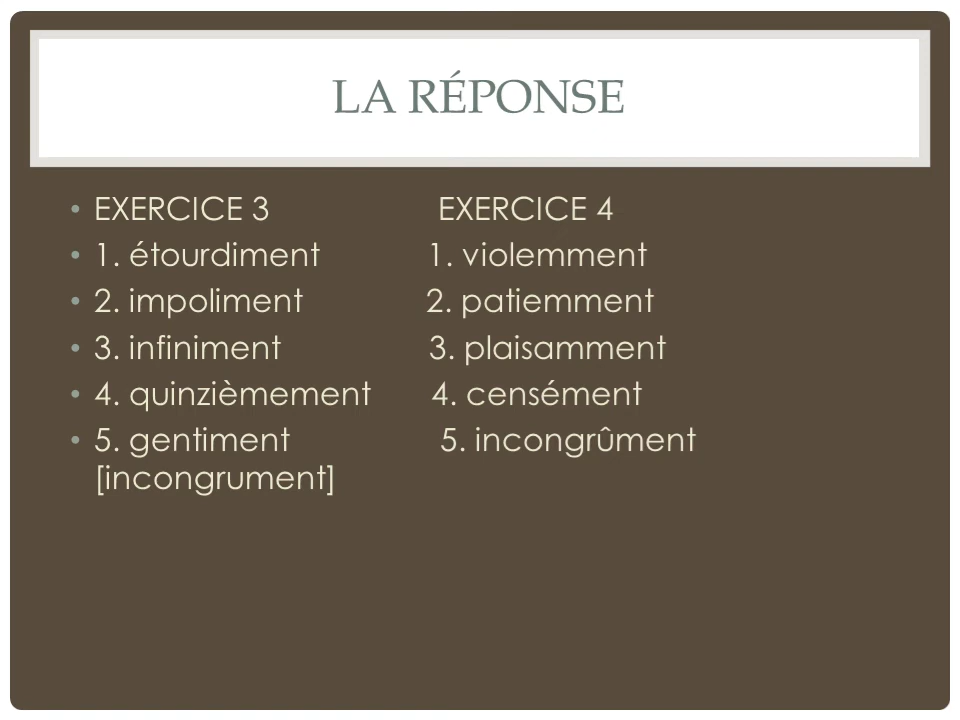 LA RÉPONSE
• EXERCICE 3 EXERCICE 4
• 1. étourdiment 1. violemment
• 2. impoliment 2. patiemment
• 3. infiniment 3. plaisamment
• 4. quinzièmement 4. censément
• 5. gentiment 5. incongrûment
[incongrument]